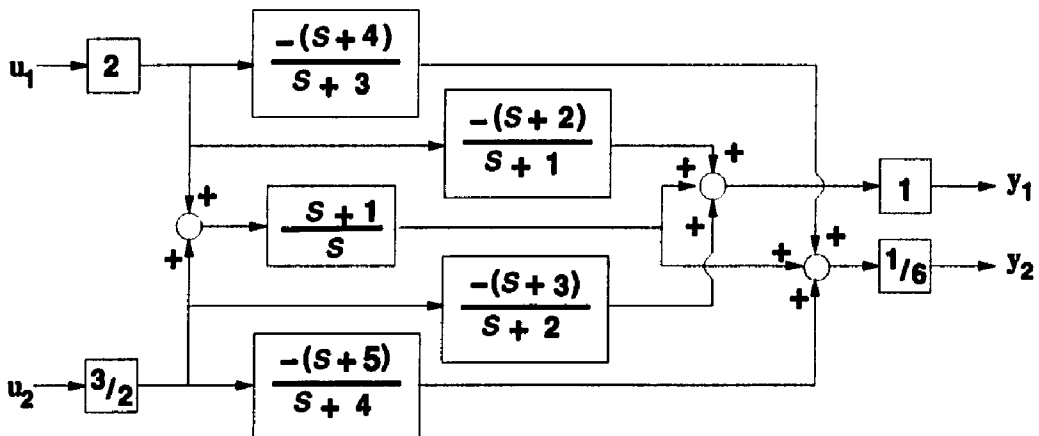 u₁
2
-(S + 4)
S + 3
-(S + 2)
S + 1
+
+
+
+
S + 1
S
+
1
y₁
+
+
+
1/6
y₂
-(S + 3)
S + 2
u₂
3/2
-(S + 5)
S + 4